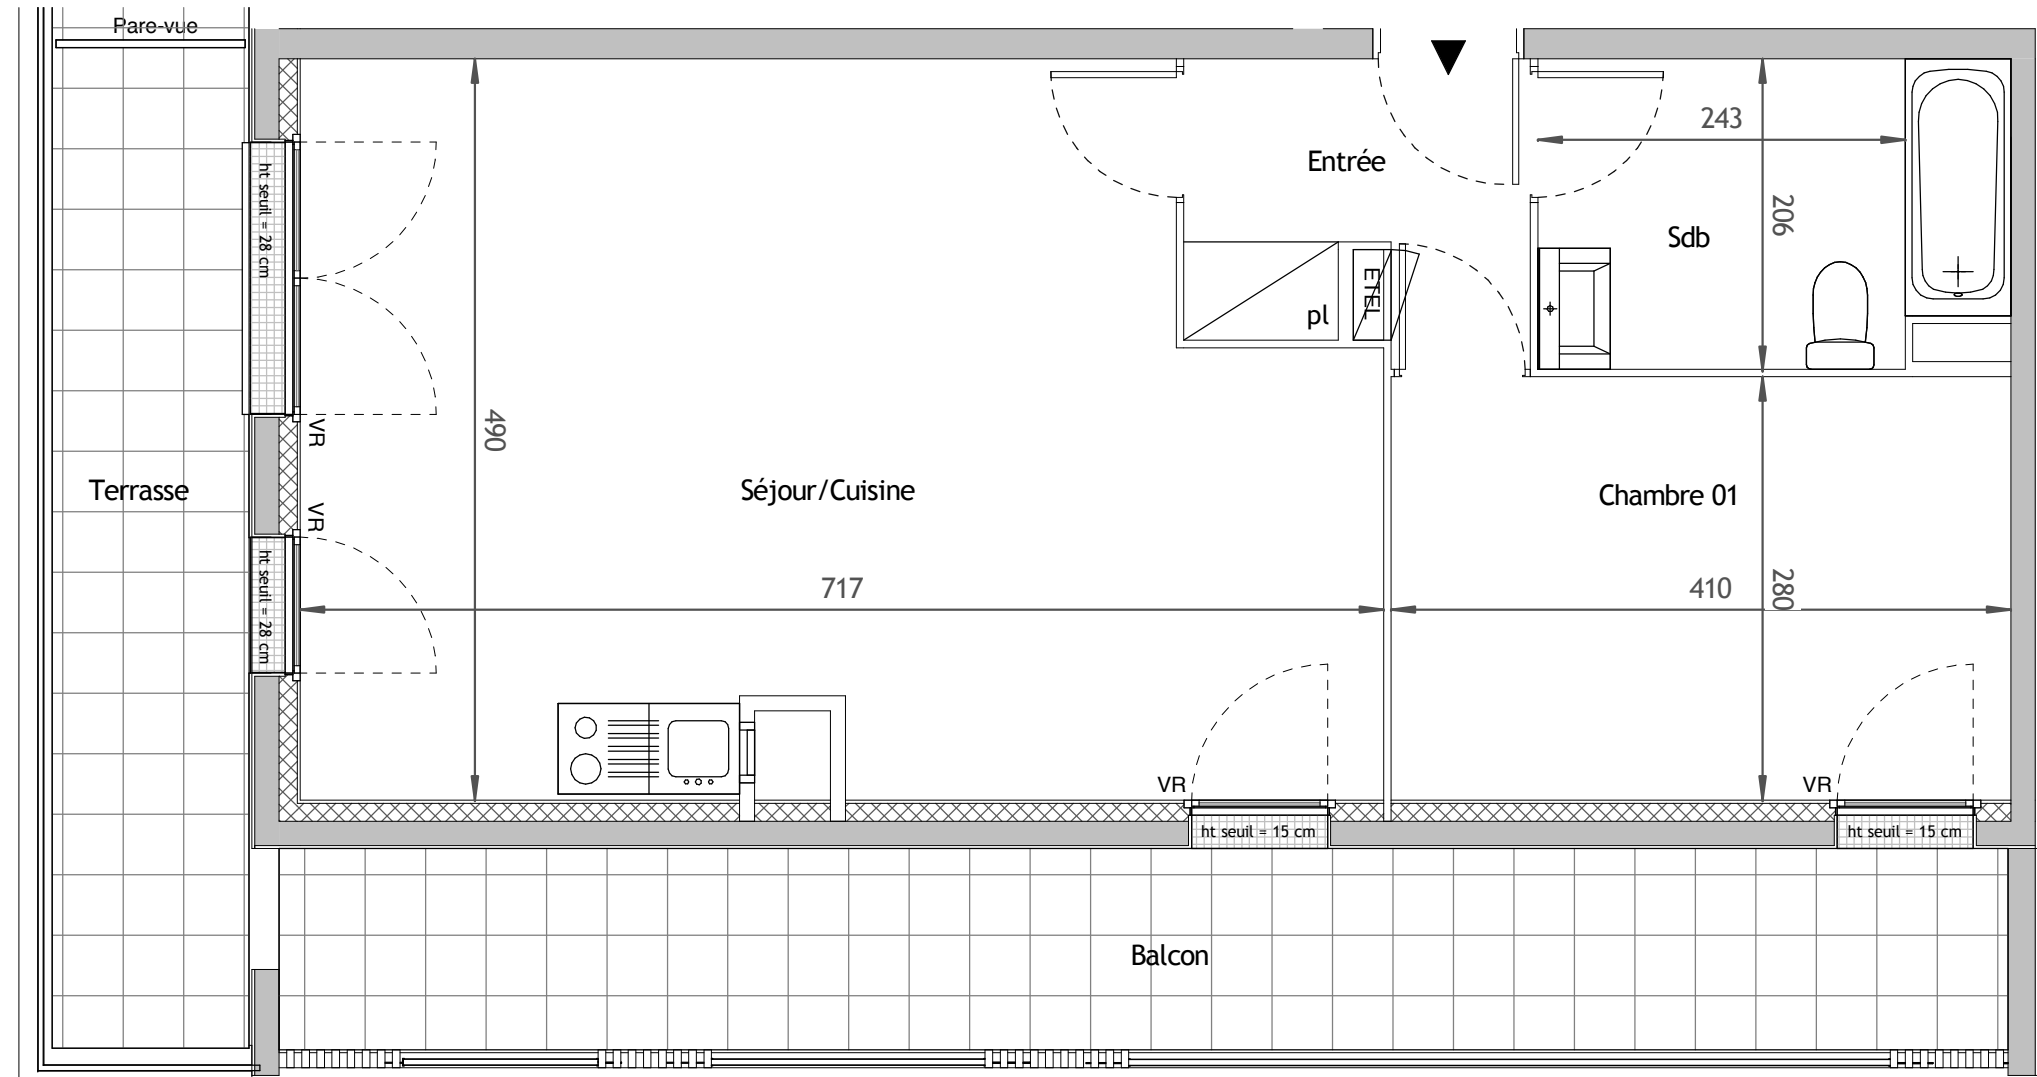 Pare-vue
243
Entrée
ht seuil = 28 cm
206
Sdb
ETEL
pl
VR
490
Terrasse
Séjour/Cuisine
Chambre 01
VR
ht seuil = 28 cm
717
410
280
VR
VR
ht seuil = 15 cm
ht seuil = 15 cm
Balcon